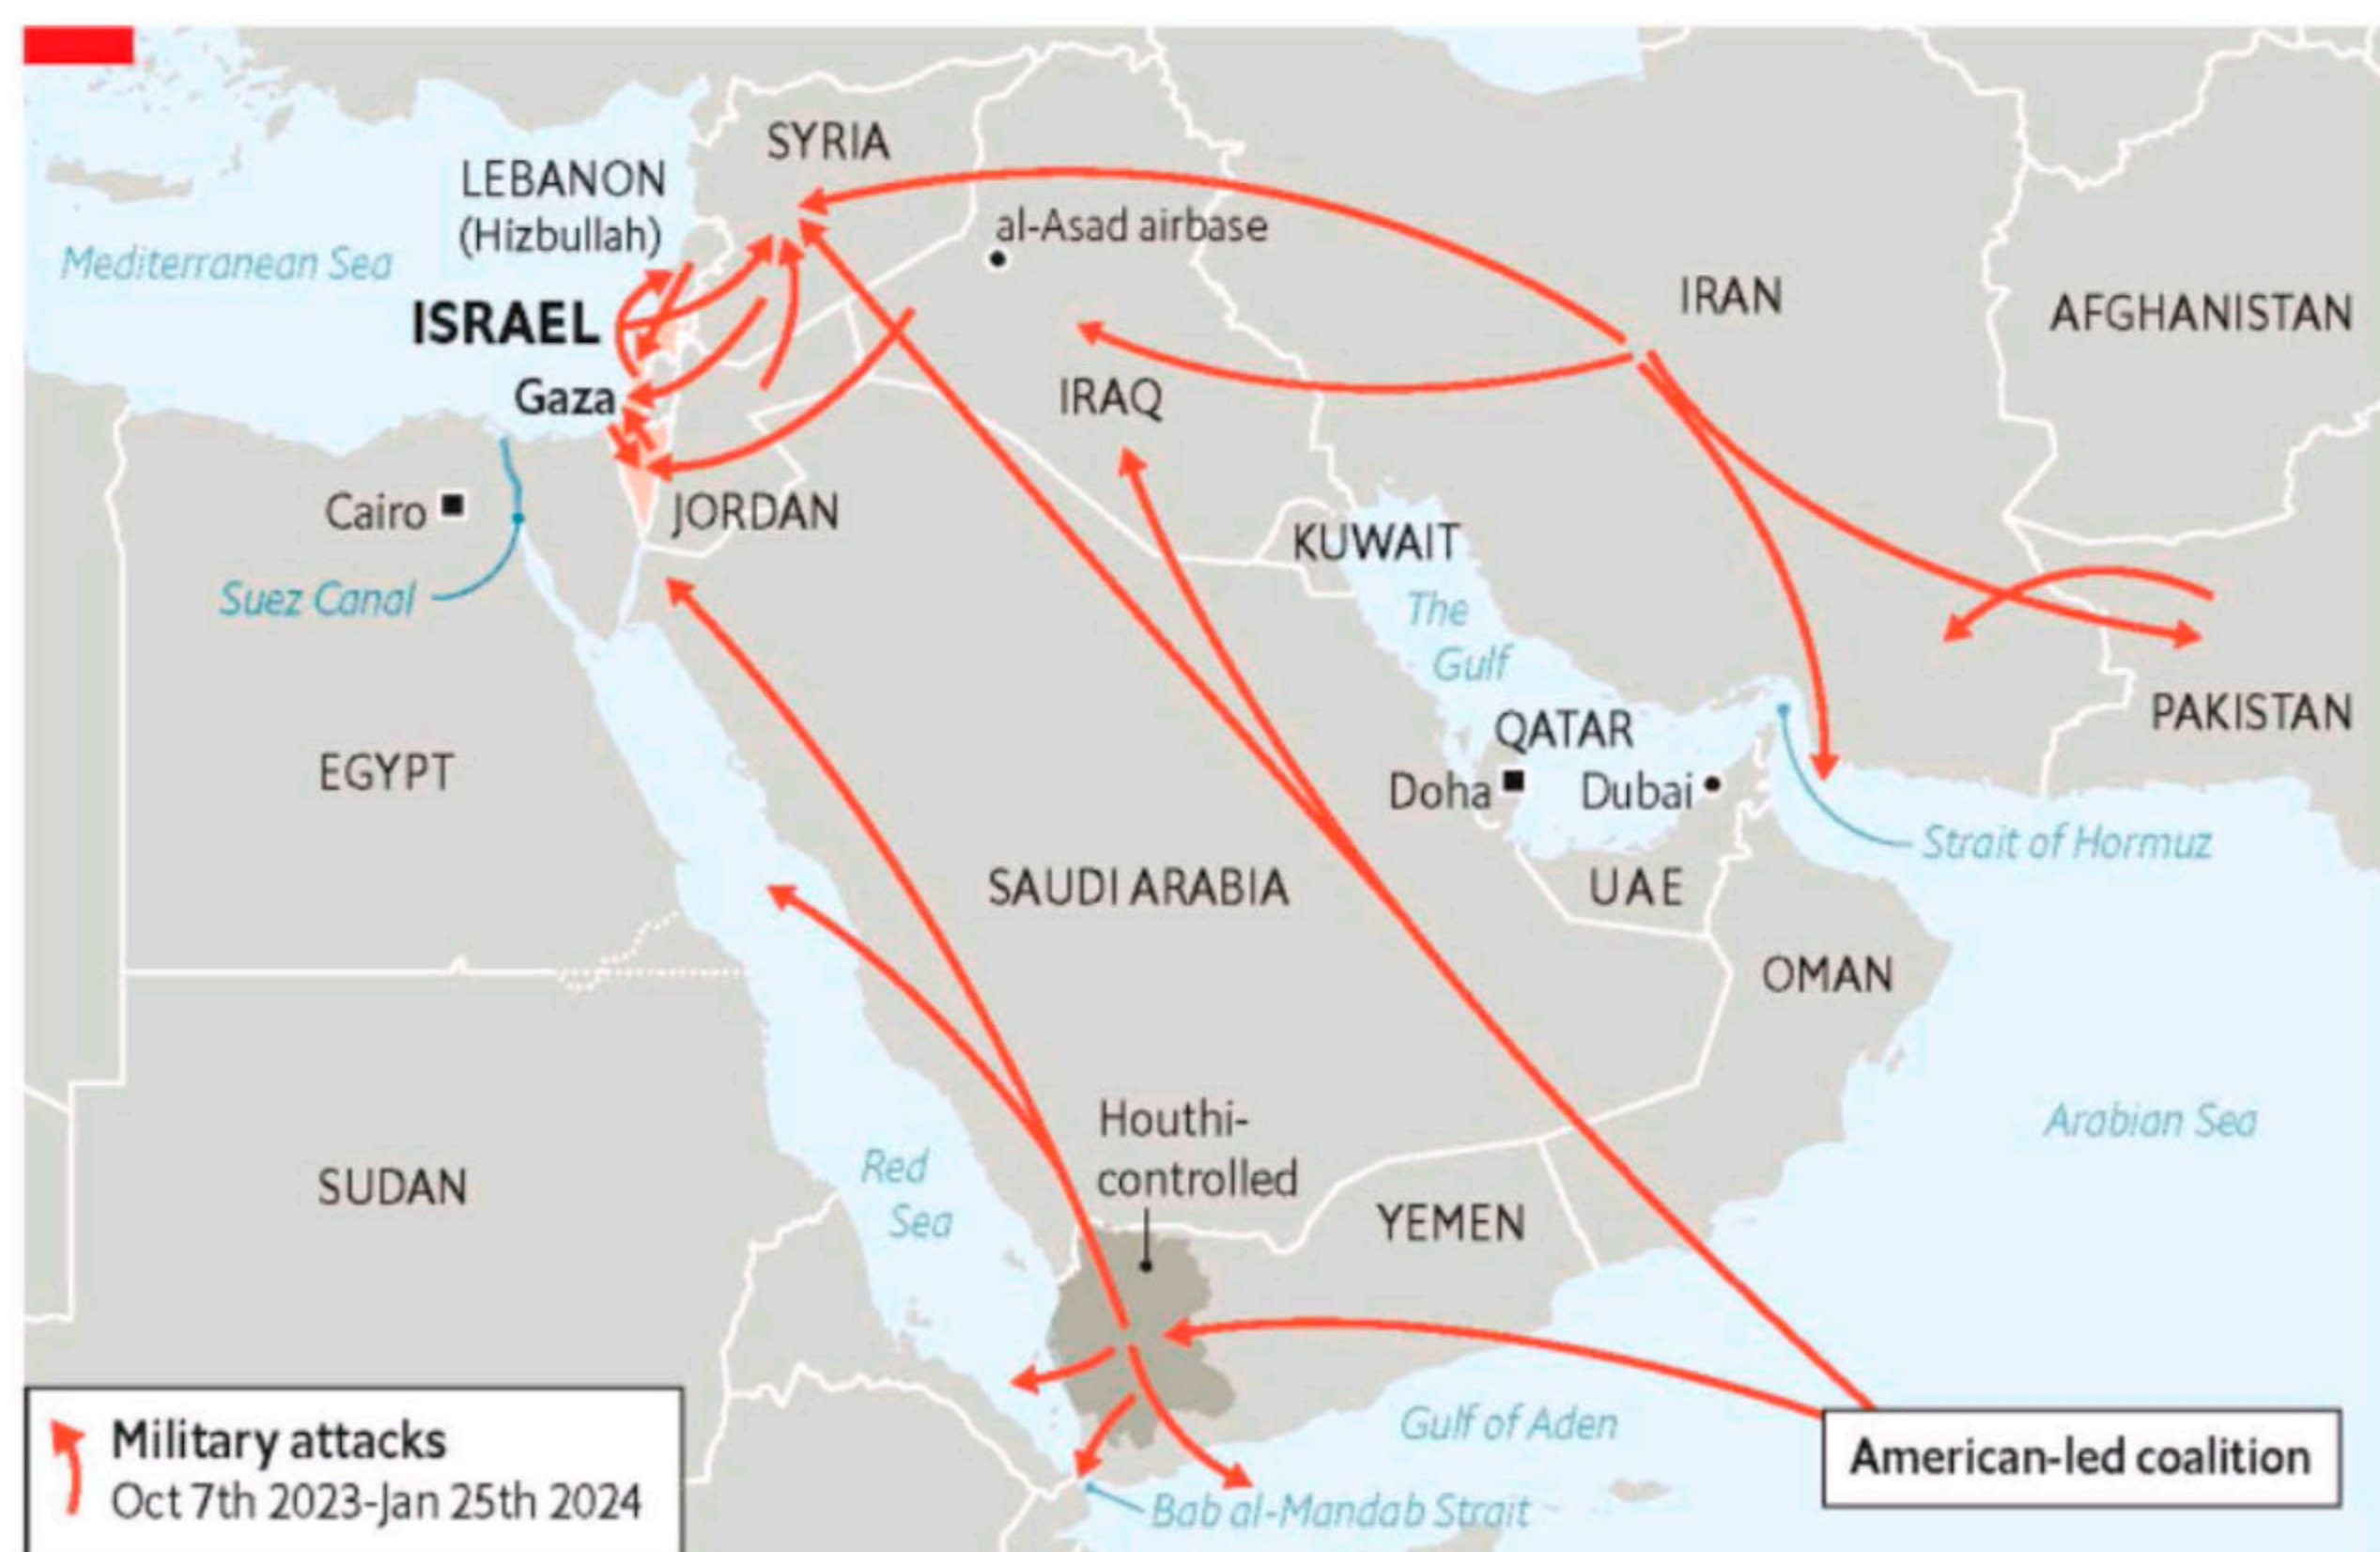 SYRIA
LEBANON
(Hizbullah)
al-Asad airbase
Mediterranean Sea
IRAN
AFGHANISTAN
ISRAEL
Gaza
IRAQ
Cairo
JORDAN
KUWAIT
Suez Canal
The
Gulf
QATAR
PAKISTAN
EGYPT
Doha
Dubai
Strait of Hormuz
SAUDI ARABIA
UAE
OMAN
Houthi-
controlled
Arabian Sea
Red
Sea
SUDAN
YEMEN
Gulf of Aden
American-led coalition
Military attacks
Oct 7th 2023-Jan 25th 2024
Bab al-Mandab Strait